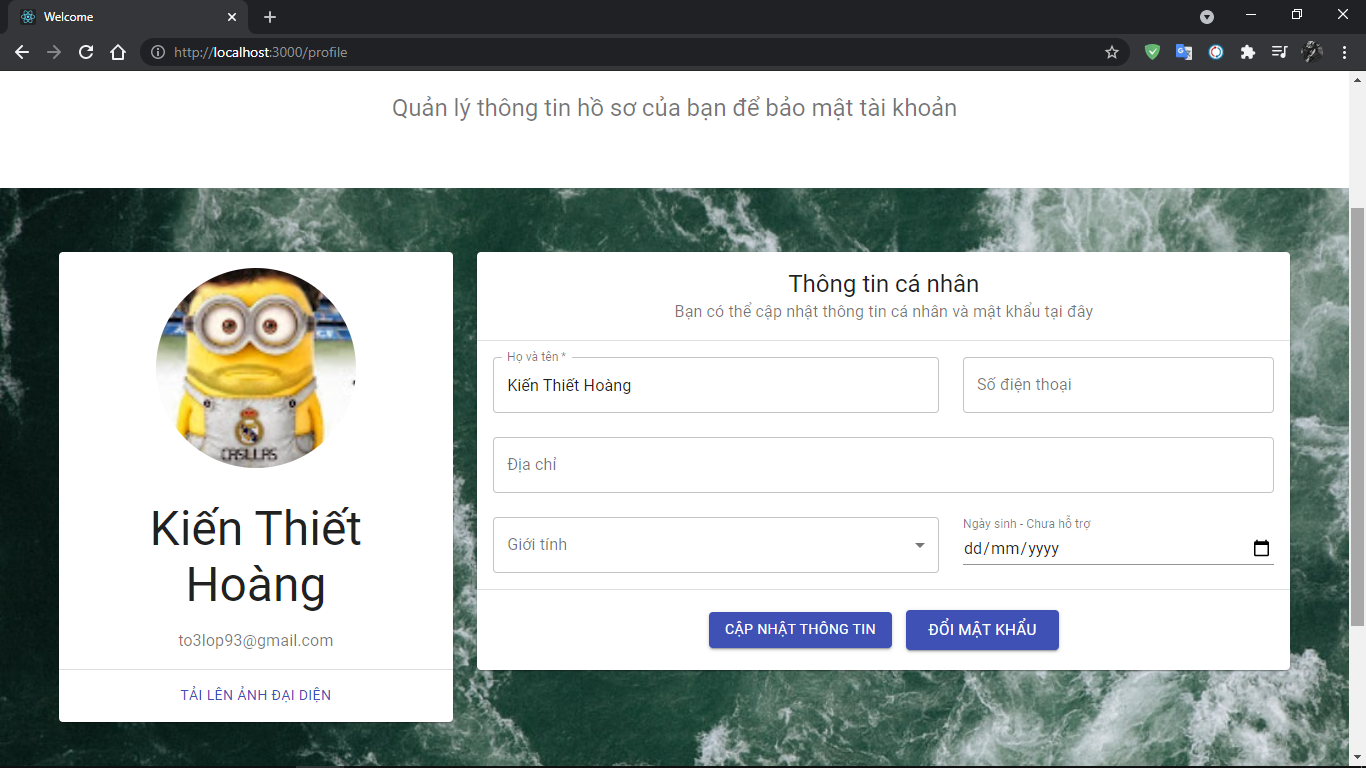 Welcome
http://localhost:3000/profile
Quản lý thông tin hồ sơ của bạn để bảo mật tài khoản
CASLLAS
Kiến Thiết
Hoàng
to3lop93@gmail.com
TẢI LÊN ẢNH ĐẠI DIỆN
Thông tin cá nhân
Bạn có thể cập nhật thông tin cá nhân và mật khẩu tại đây
Họ và tên *
Kiến Thiết Hoàng
Số điện thoại
Địa chỉ
Giới tính
Ngày sinh - Chưa hỗ trợ
dd/mm/yyyy
CẬP NHẬT THÔNG TIN
ĐỔI MẬT KHẨU